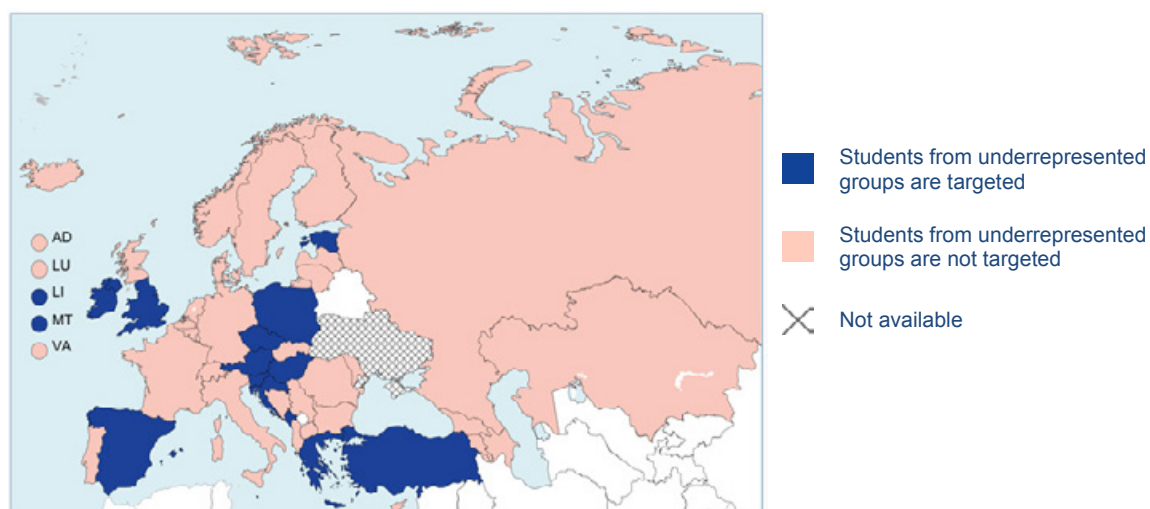 AD
LU
LI
MT
VA
Students from underrepresented
groups are targeted
Students from underrepresented
groups are not targeted
Not available